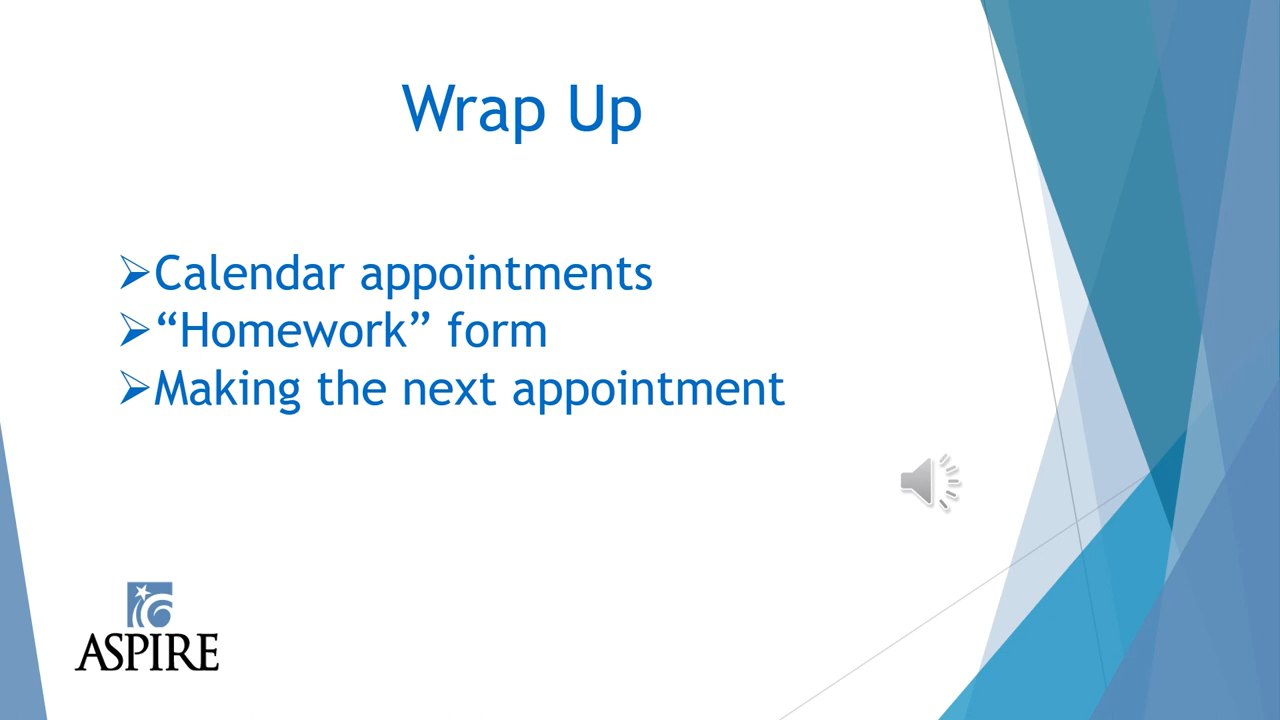 Wrap Up
➢Calendar appointments
➢“Homework” form
➢Making the next appointment
ASPIRE